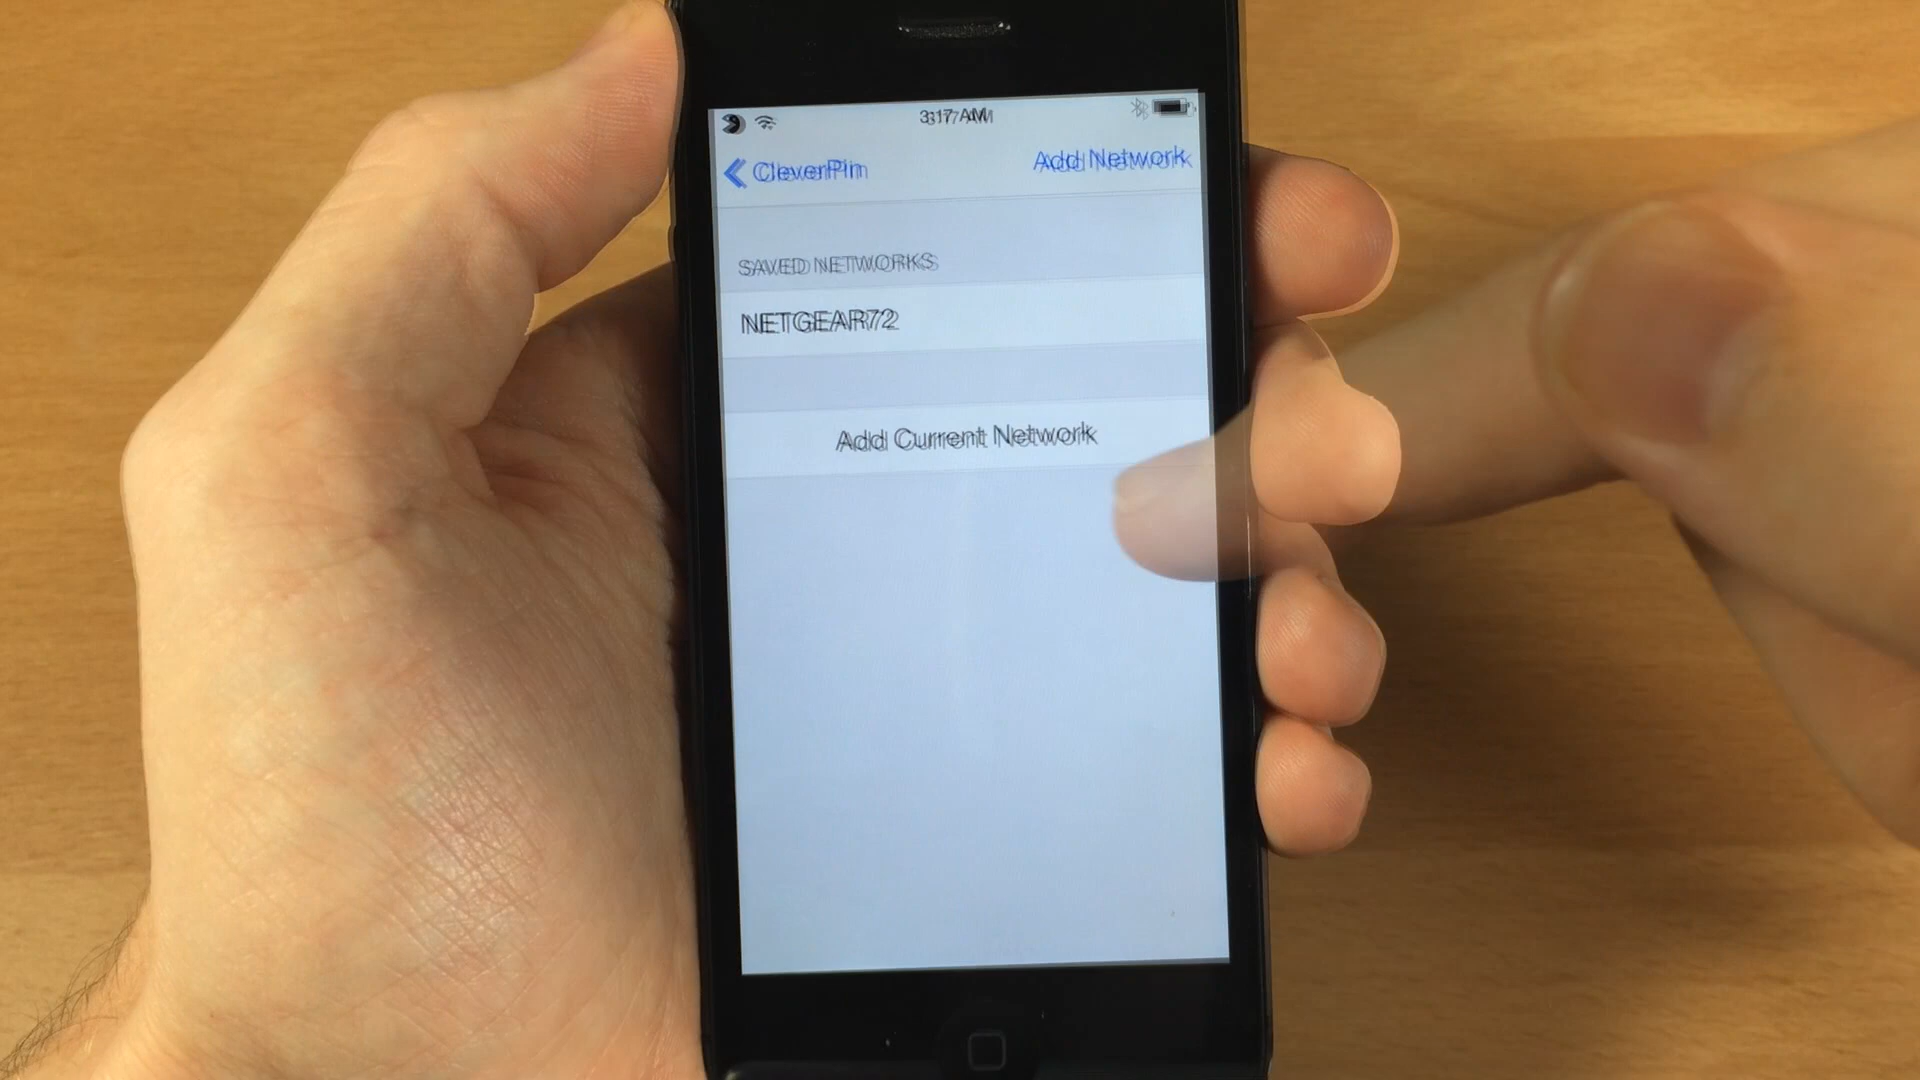 3:17 AM
CleverPin
Add Network
SAVED NETWORKS
NETGEAR72
Add Current Network